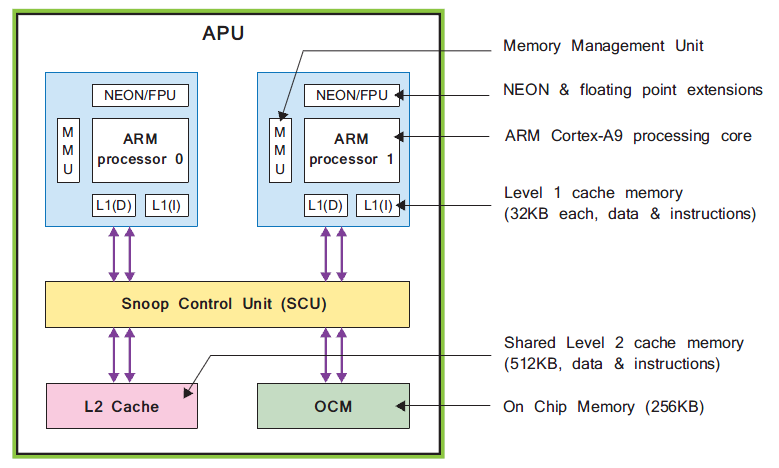 APU
NEON/FPU
M
M
U
ARM
processor 0
L1(D)
L1(I)
NEON/FPU
M
M
U
ARM
processor 1
L1(D)
L1(I)
Snoop Control Unit (SCU)
L2 Cache
OCM
Memory Management Unit
NEON & floating point extensions
ARM Cortex-A9 processing core
Level 1 cache memory
(32KB each, data & instructions)
Shared Level 2 cache memory
(512KB, data & instructions)
On Chip Memory (256KB)